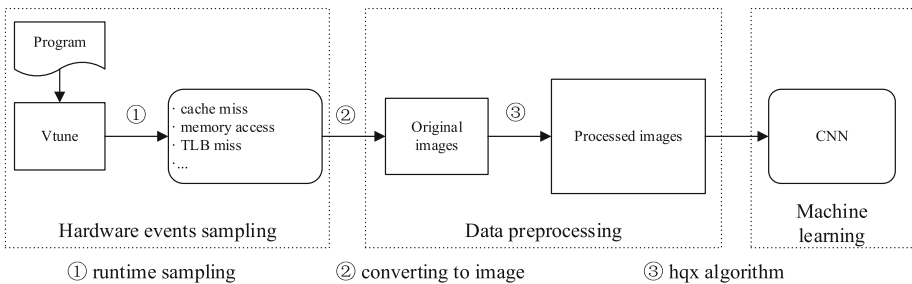 Program
Vtune
①
· cache miss
· memory access
· TLB miss
· ...
②
Original
images
③
Processed images
CNN
Hardware events sampling
Data preprocessing
Machine
learning
① runtime sampling
② converting to image
③ hqx algorithm